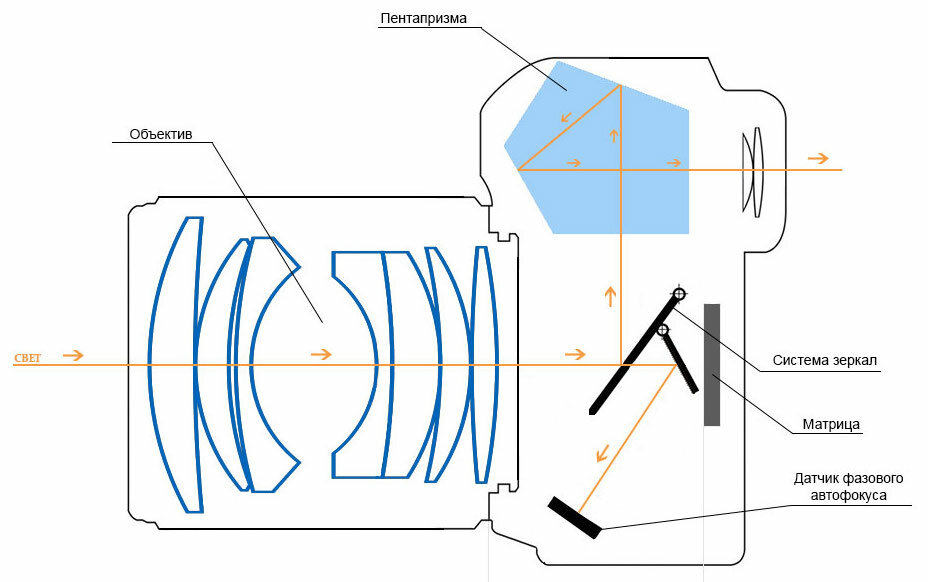 Пентапризма
Объектив
СВЕТ
Система зеркал
Матрица
Датчик фазового
автофокуса